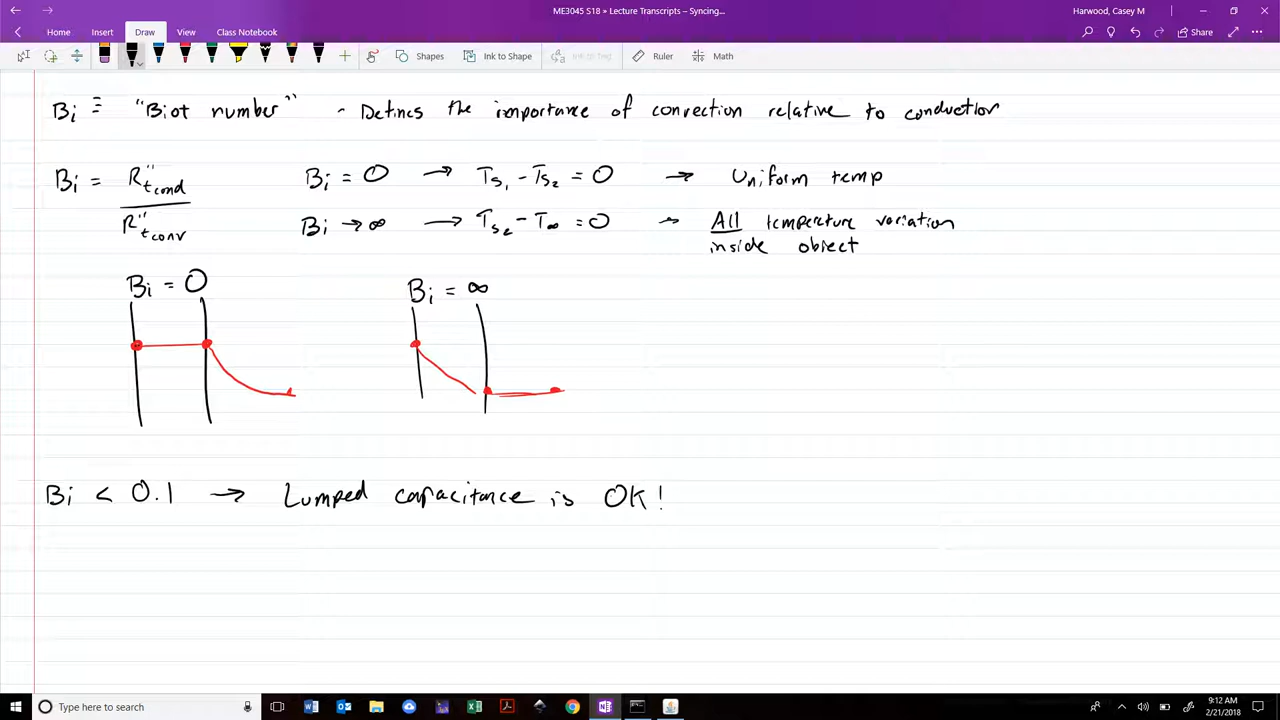 ME3045 S18 » Lecture Transcripts – Syncing...
Harwood, Casey M
Home Insert Draw View Class Notebook
Share
Shapes Ink to Shape Ink to Text Ruler Math
Bi ≡ "Biot number" - Defines the importance of convection relative to conduction
Bi = R''t,cond / R''t,conv
Bi = 0 → Ts1 - Ts2 = 0 → Uniform temp
Bi → ∞ → Ts2 - T∞ = 0 → All temperature variation
inside object
Bi = 0
Bi = ∞
Bi < 0.1 → Lumped capacitance is OK!
Type here to search
9:12 AM
2/21/2018